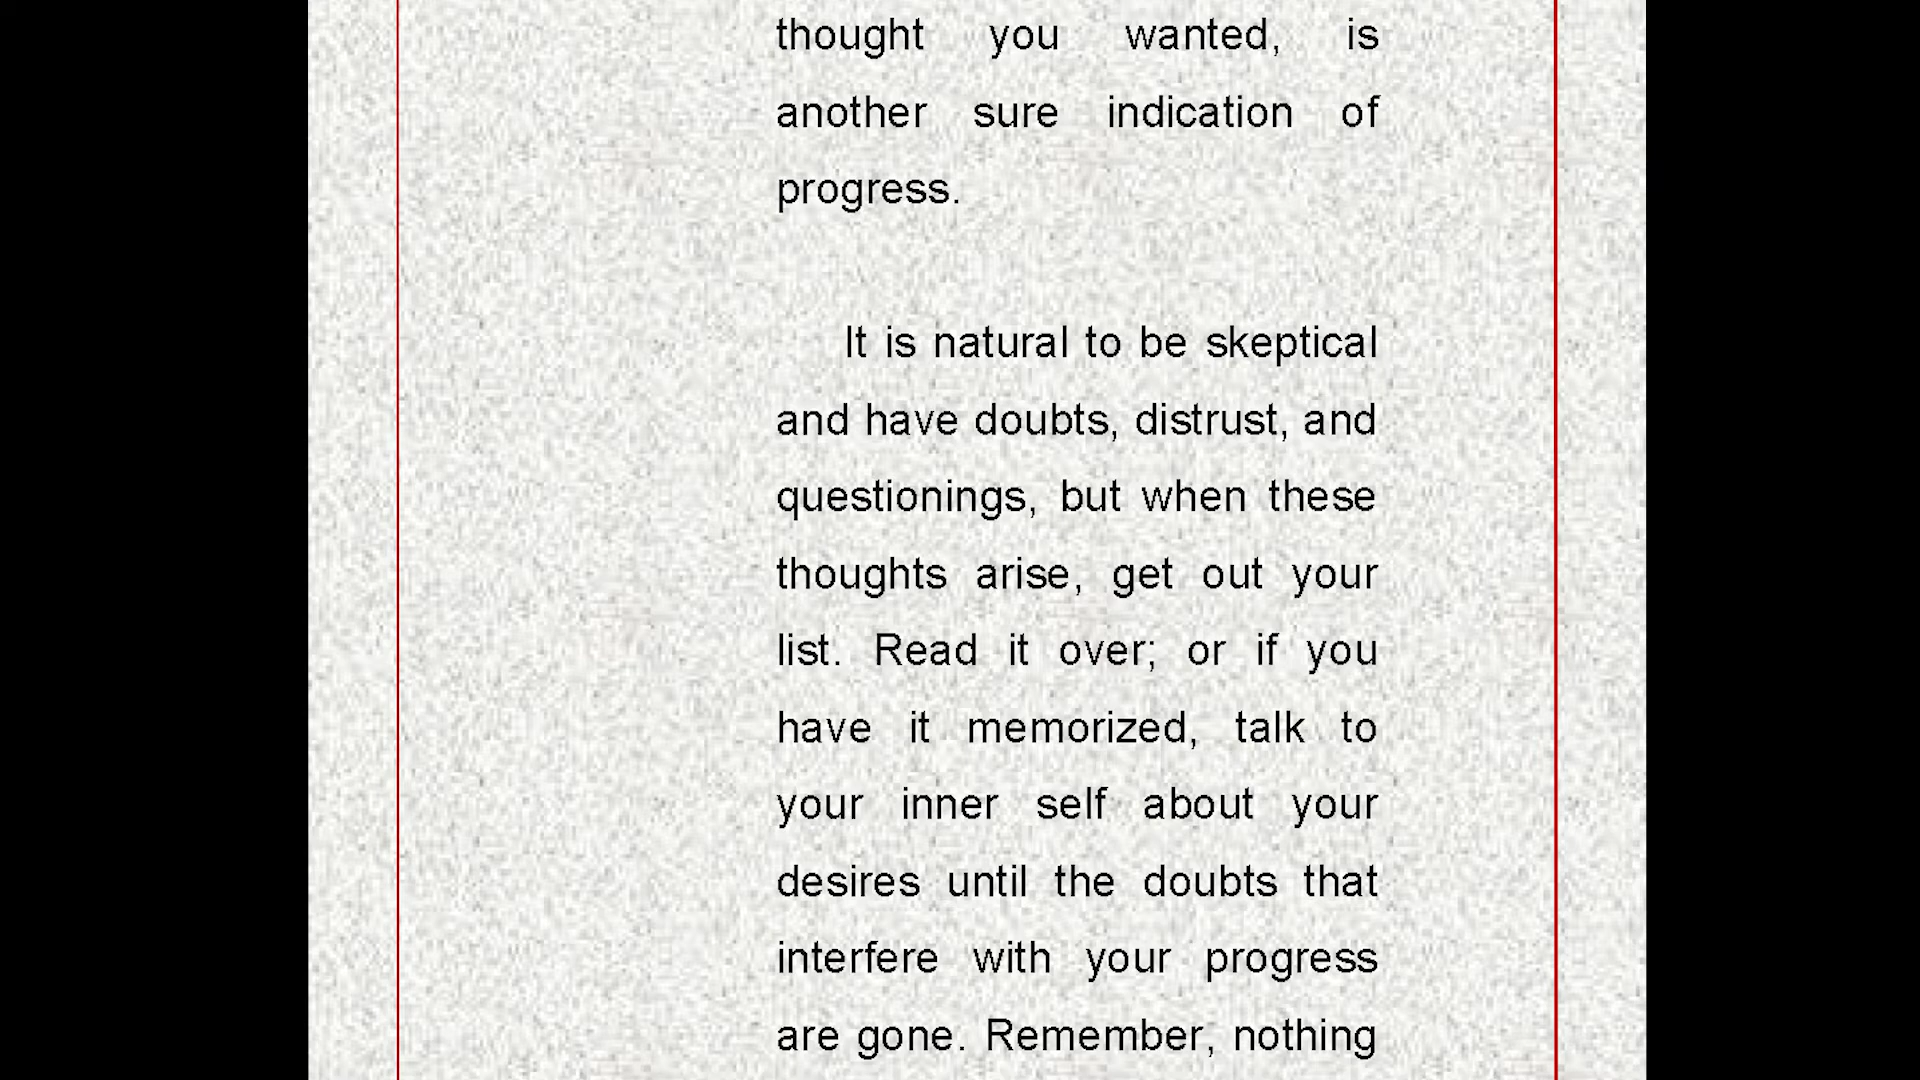 thought you wanted, is
another sure indication of
progress.
It is natural to be skeptical
and have doubts, distrust, and
questionings, but when these
thoughts arise, get out your
list. Read it over; or if you
have it memorized, talk to
your inner self about your
desires until the doubts that
interfere with your progress
are gone. Remember, nothing